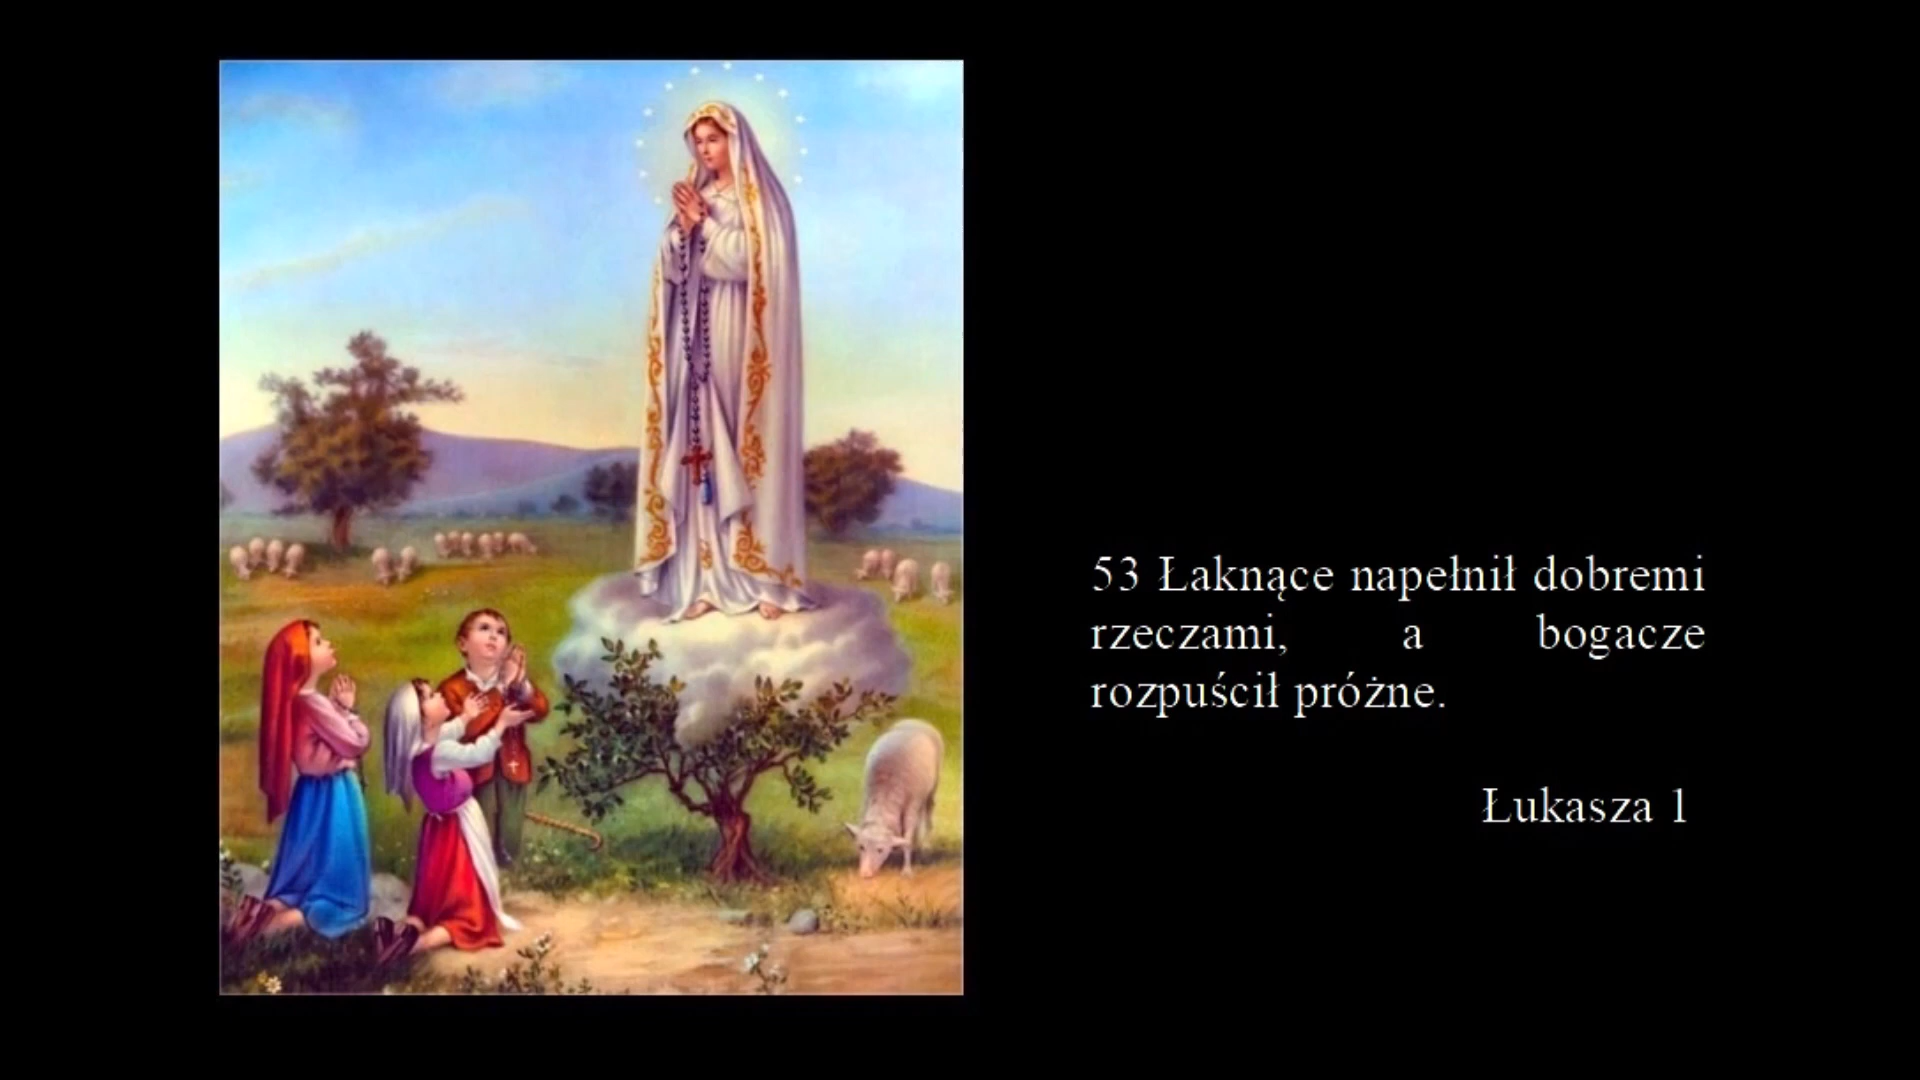 53 Łaknące napełnił dobremi
rzeczami, a bogacze
rozpuścił próżne.
Łukasza 1